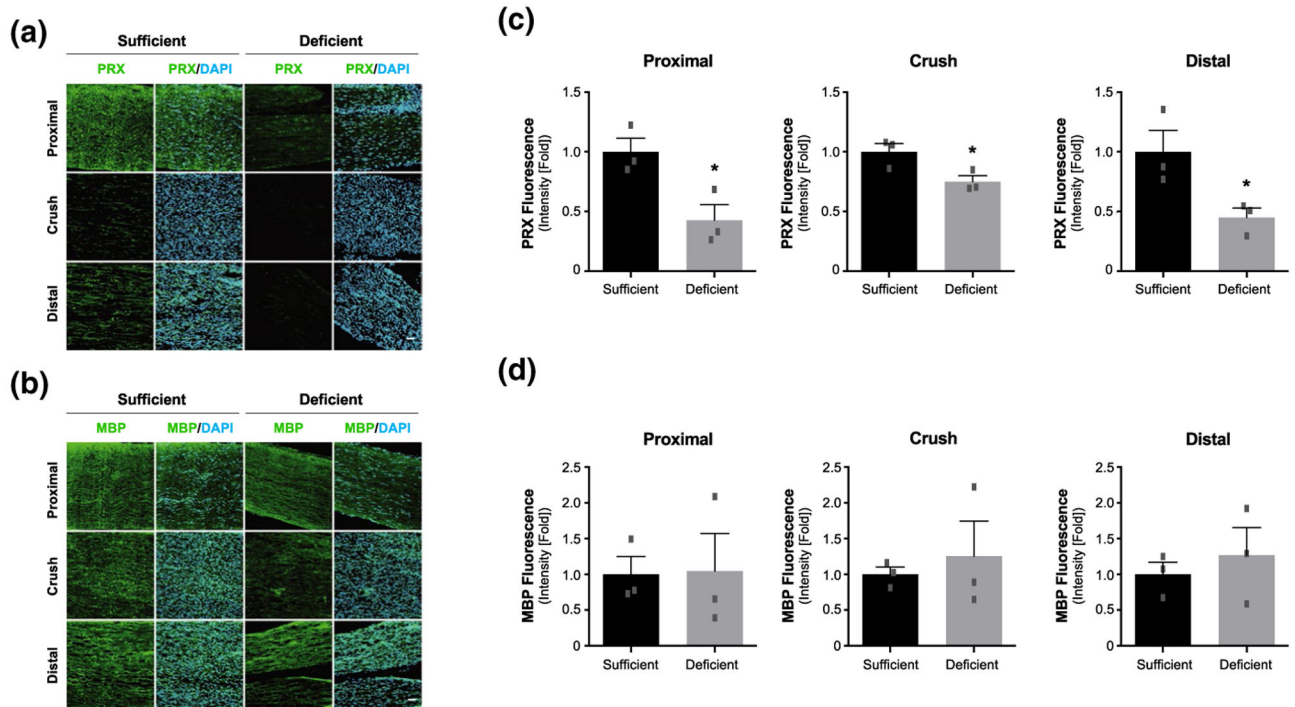 (a)
Sufficient Deficient
PRX PRX/DAPI PRX PRX/DAPI
Proximal
Crush
Distal
(b)
Sufficient Deficient
MBP MBP/DAPI MBP MBP/DAPI
Proximal
Crush
Distal
(c)
Proximal
PRX Fluorescence
(Intensity [Fold])
1.5
1.0
0.5
0
*
Sufficient Deficient
Crush
PRX Fluorescence
(Intensity [Fold])
1.5
1.0
0.5
0
*
Sufficient Deficient
Distal
PRX Fluorescence
(Intensity [Fold])
1.5
1.0
0.5
0
*
Sufficient Deficient
(d)
Proximal
MBP Fluorescence
(Intensity [Fold])
2.5
2.0
1.5
1.0
0.5
0
Sufficient Deficient
Crush
MBP Fluorescence
(Intensity [Fold])
2.5
2.0
1.5
1.0
0.5
0
Sufficient Deficient
Distal
MBP Fluorescence
(Intensity [Fold])
2.5
2.0
1.5
1.0
0.5
0
Sufficient Deficient